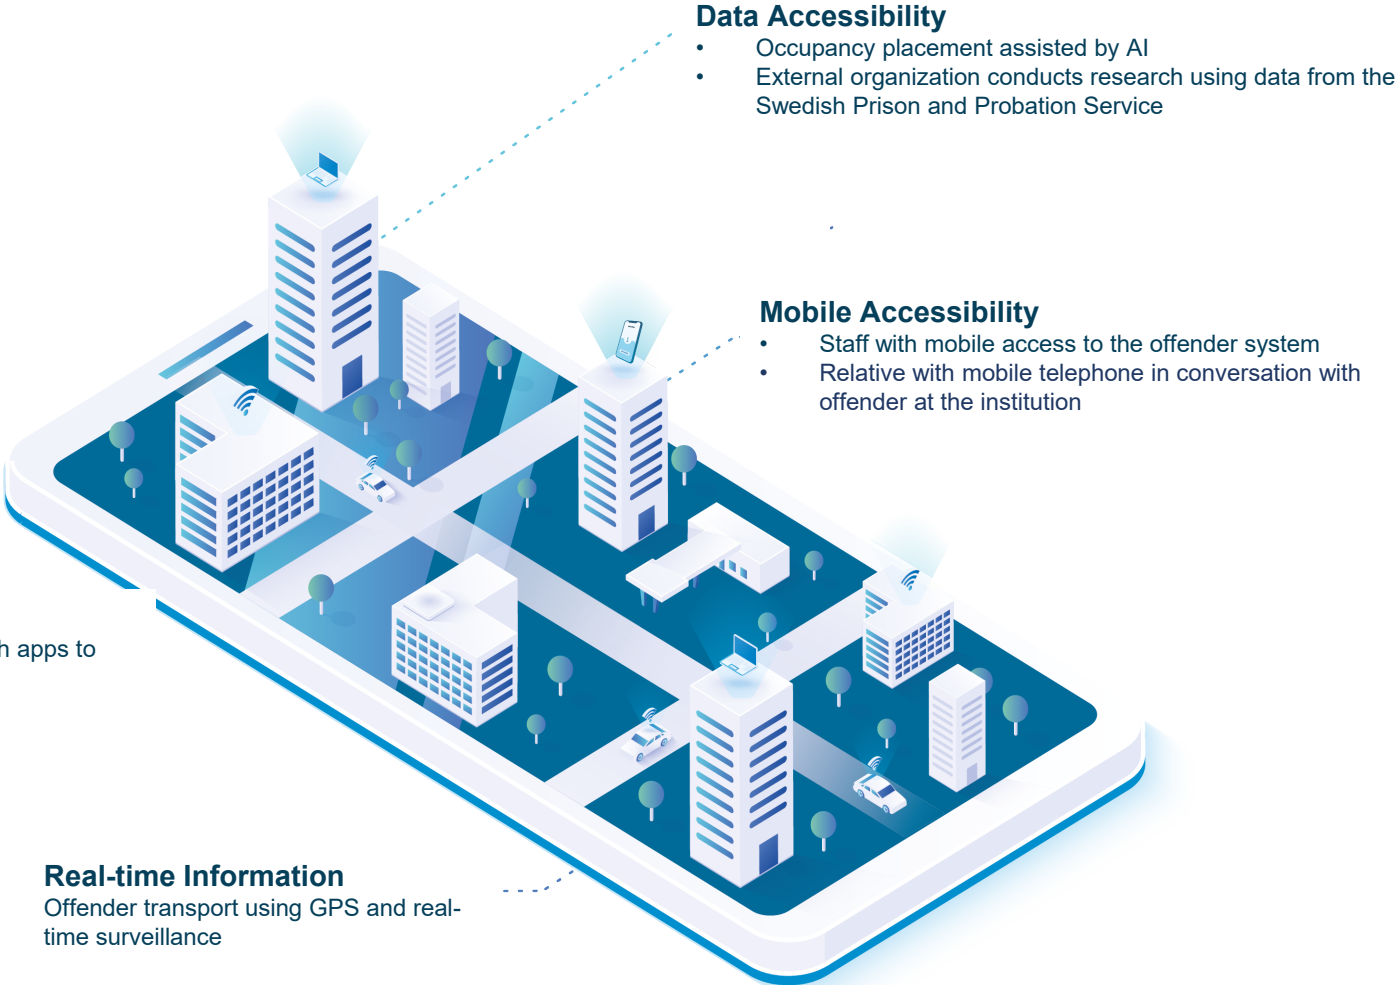 Data Accessibility
• Occupancy placement assisted by AI
• External organization conducts research using data from the
Swedish Prison and Probation Service
Mobile Accessibility
• Staff with mobile access to the offender system
• Relative with mobile telephone in conversation with
offender at the institution
apps to
Real-time Information
Offender transport using GPS and real-
time surveillance